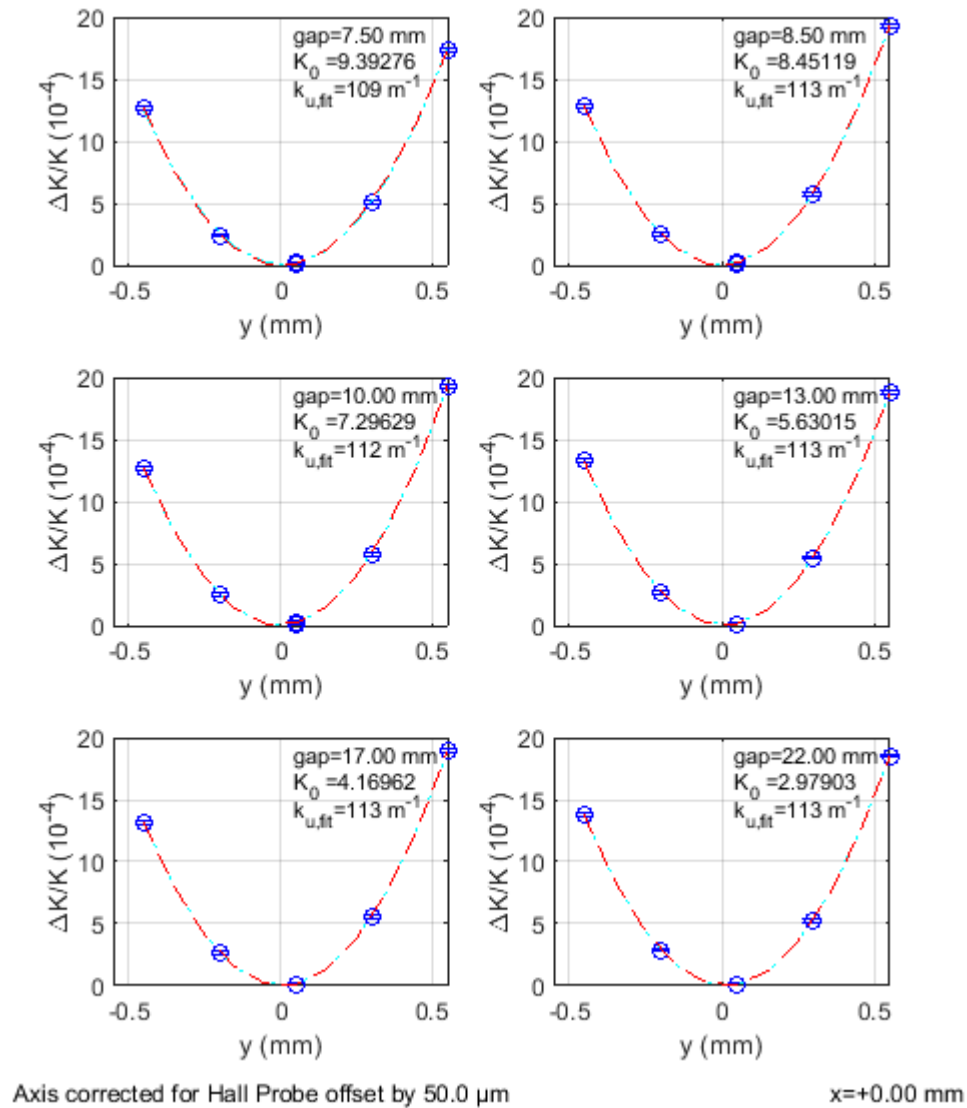 ΔK/K (10⁻⁴)
20
15
10
5
0
-0.5 0 0.5
y (mm)
gap=7.50 mm
K₀ =9.39276
k_u,fit=109 m⁻¹
ΔK/K (10⁻⁴)
20
15
10
5
0
-0.5 0 0.5
y (mm)
gap=8.50 mm
K₀ =8.45119
k_u,fit=113 m⁻¹
ΔK/K (10⁻⁴)
20
15
10
5
0
-0.5 0 0.5
y (mm)
gap=10.00 mm
K₀ =7.29629
k_u,fit=112 m⁻¹
ΔK/K (10⁻⁴)
20
15
10
5
0
-0.5 0 0.5
y (mm)
gap=13.00 mm
K₀ =5.63015
k_u,fit=113 m⁻¹
ΔK/K (10⁻⁴)
20
15
10
5
0
-0.5 0 0.5
y (mm)
gap=17.00 mm
K₀ =4.16962
k_u,fit=113 m⁻¹
ΔK/K (10⁻⁴)
20
15
10
5
0
-0.5 0 0.5
y (mm)
gap=22.00 mm
K₀ =2.97903
k_u,fit=113 m⁻¹
Axis corrected for Hall Probe offset by 50.0 μm
x=+0.00 mm